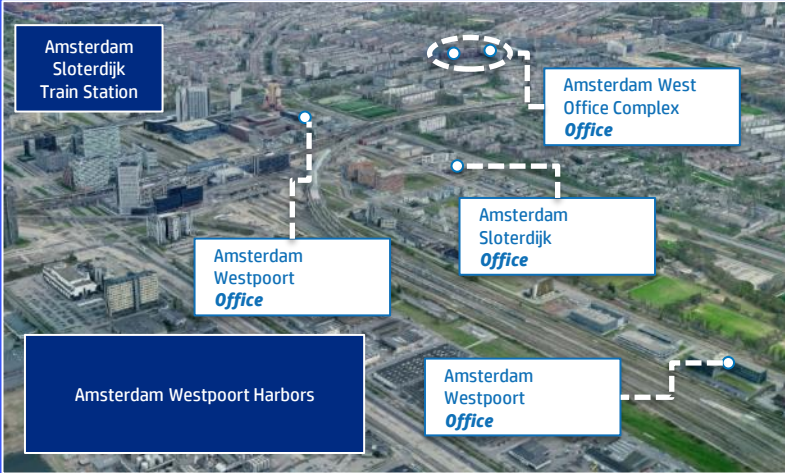 Amsterdam
Sloterdijk
Train Station
Amsterdam West
Office Complex
Office
Amsterdam
Sloterdijk
Office
Amsterdam
Westpoort
Office
Amsterdam Westpoort Harbors
Amsterdam
Westpoort
Office